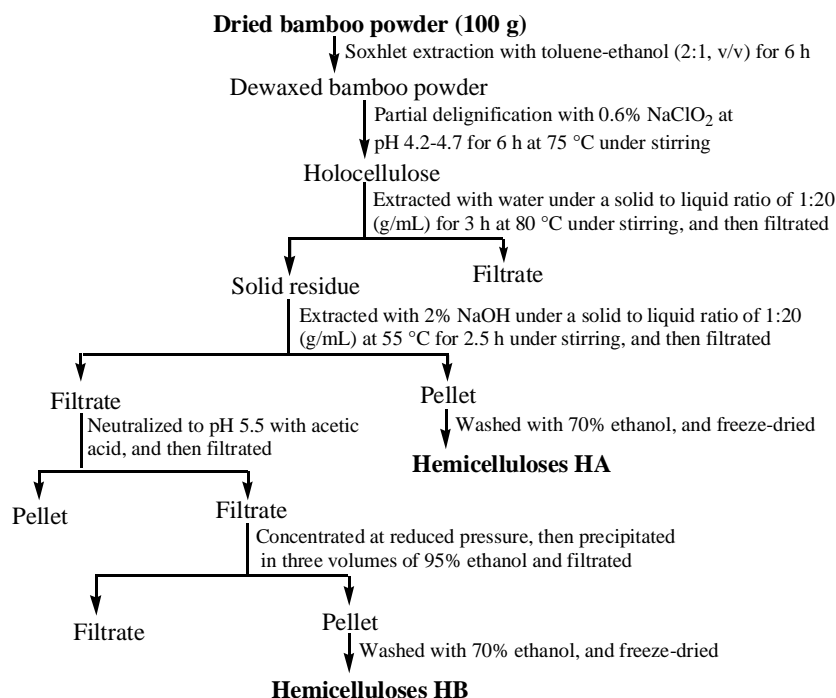 Dried bamboo powder (100 g)
Soxhlet extraction with toluene-ethanol (2:1, v/v) for 6 h
Dewaxed bamboo powder
Partial delignification with 0.6% NaClO2 at
pH 4.2-4.7 for 6 h at 75 °C under stirring
Holocellulose
Extracted with water under a solid to liquid ratio of 1:20
(g/mL) for 3 h at 80 °C under stirring, and then filtrated
Solid residue
Filtrate
Extracted with 2% NaOH under a solid to liquid ratio of 1:20
(g/mL) at 55 °C for 2.5 h under stirring, and then filtrated
Filtrate
Pellet
Neutralized to pH 5.5 with acetic
acid, and then filtrated
Washed with 70% ethanol, and freeze-dried
Hemicelluloses HA
Pellet
Filtrate
Concentrated at reduced pressure, then precipitated
in three volumes of 95% ethanol and filtrated
Filtrate
Pellet
Washed with 70% ethanol, and freeze-dried
Hemicelluloses HB